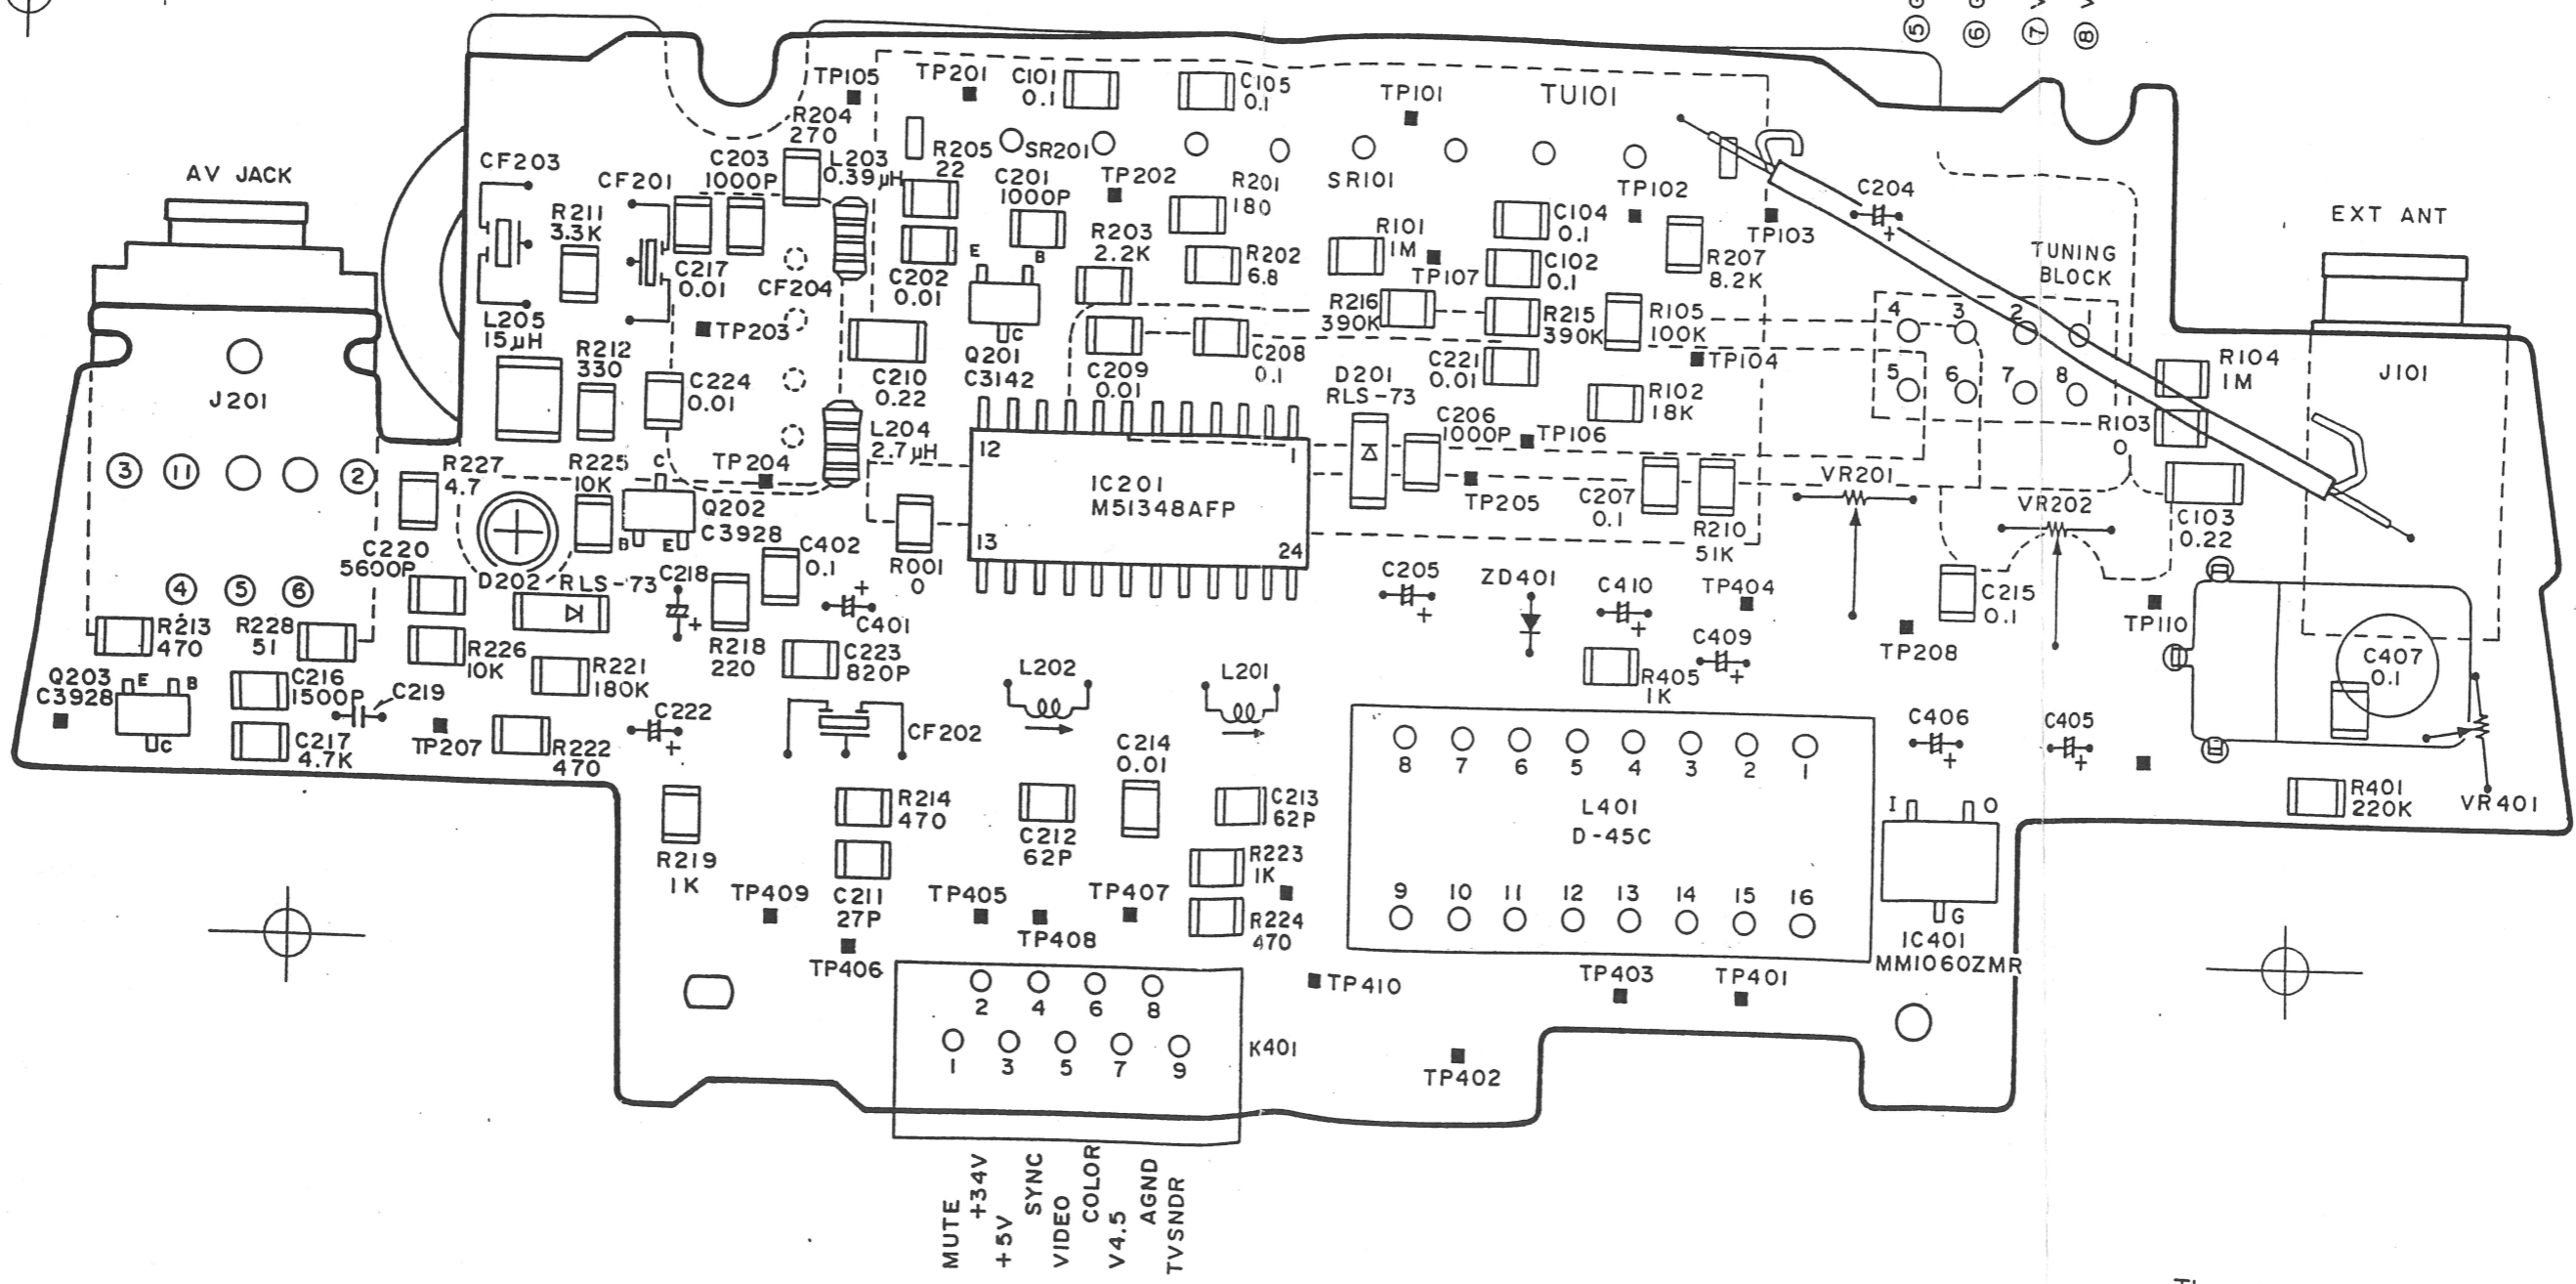 ⑤G
⑥G
⑦V
⑧V
TP105
TP201
C101
0.1
C105
0.1
TP101
TU101
R204
270
AV JACK
CF203
CF201
C203
1000P
L203
0.39µH
R205
22
SR201
C201
1000P
TP202
R201
180
SR101
TP102
C204
+
EXT ANT
R211
3.3K
C217
0.01
CF204
C202
0.01
E
B
C
R203
2.2K
R202
6.8
R101
1M
TP107
C104
0.1
C102
0.1
R207
8.2K
TP103
TUNING
BLOCK
L205
15µH
TP203
Q201
C3142
R216
390K
R215
390K
R105
100K
4
3
2
1
5
6
7
8
R212
330
C224
0.01
C210
0.22
C209
0.01
C208
0.1
C221
0.01
TP104
R104
1M
J101
J201
D201
RLS-73
R102
18K
R103
0
L204
2.7µH
C206
1000P
TP106
③
⑪
②
R227
4.7
R225
10K
C
TP204
12
1
IC201
M51348AFP
13
24
TP205
C207
0.1
R210
51K
VR201
VR202
C103
0.22
Q202
C3928
B
E
C220
5600P
D202
RLS-73
C218
+
C402
0.1
R001
0
C401
+
C205
+
ZD401
C410
+
TP404
C215
0.1
TP110
④
⑤
⑥
R213
470
R228
51
R226
10K
R221
180K
R218
220
C223
820P
L202
L201
R405
1K
C409
+
TP208
C407
0.1
Q203
C3928
E
B
C
C216
1500P
C219
C217
4.7K
TP207
R222
470
C222
+
CF202
C214
0.01
8
7
6
5
4
3
2
1
L401
D-45C
9
10
11
12
13
14
15
16
C406
+
C405
+
R401
220K
VR401
R219
1K
R214
470
C212
62P
C213
62P
I
O
G
IC401
MM1060ZMR
C211
27P
R223
1K
R224
470
TP409
TP405
TP407
TP408
TP406
TP410
TP403
TP401
TP402
2
4
6
8
1
3
5
7
9
K401
MUTE
+34V
+5V
SYNC
VIDEO
COLOR
V4.5
AGND
TVSNDR